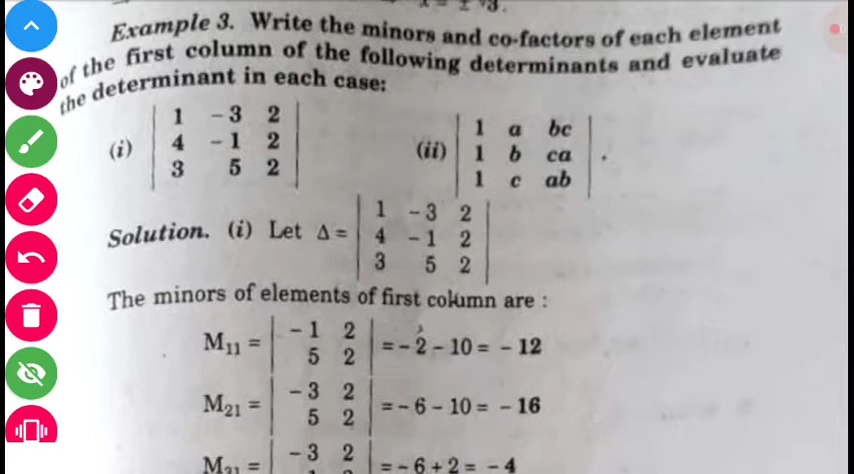 Example 3. Write the minors and co-factors of each element
of the first column of the following determinants and evaluate
the determinant in each case:
(i) | 1 -3 2 |
| 4 -1 2 |
| 3 5 2 |
(ii) | 1 a bc |
| 1 b ca |
| 1 c ab | .
Solution. (i) Let Δ = | 1 -3 2 |
| 4 -1 2 |
| 3 5 2 |
The minors of elements of first column are :
M₁₁ = | -1 2 |
| 5 2 | = -2 - 10 = - 12
M₂₁ = | -3 2 |
| 5 2 | = -6 - 10 = - 16
M₃₁ = | -3 2 | = -6 + 2 = - 4